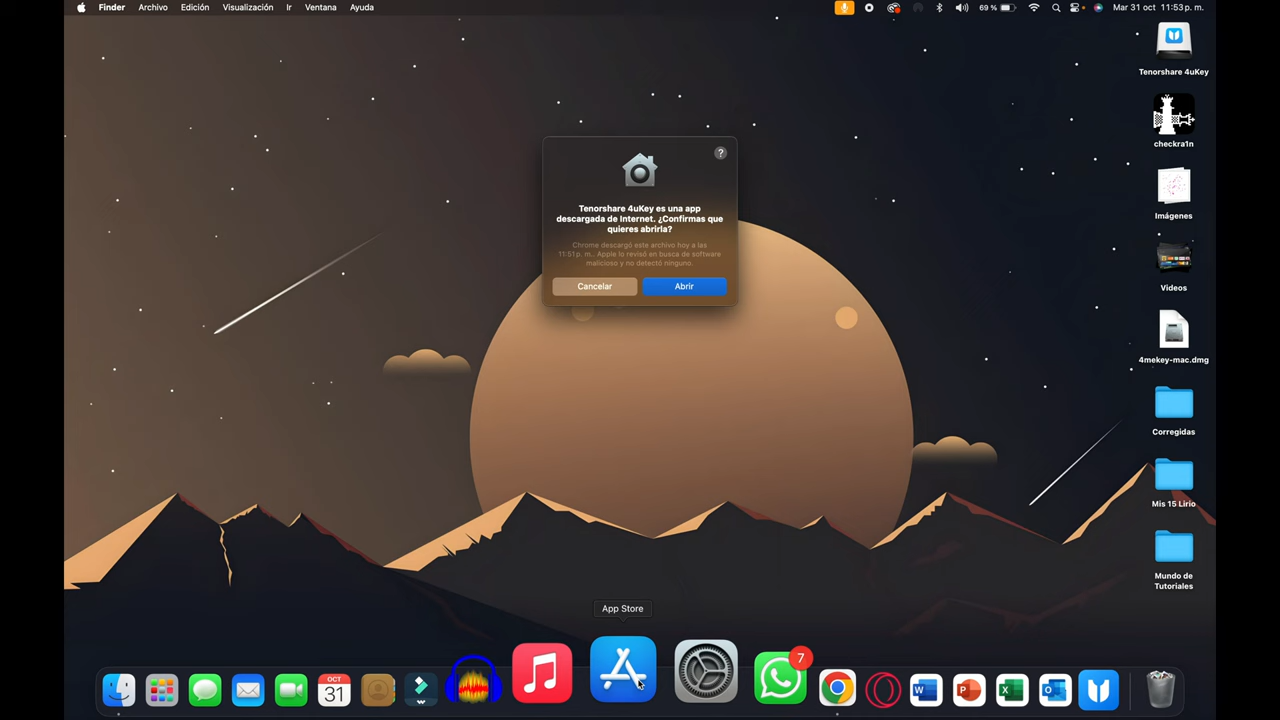 Finder Archivo Edición Visualización Ir Ventana Ayuda
69 % Mar 31 oct 11:53 p. m.
Tenorshare 4uKey
checkra1n
Imágenes
Videos
4mekey-mac.dmg
Corregidas
Mis 15 Lirio
Mundo de
Tutoriales
?
Tenorshare 4uKey es una app
descargada de Internet. ¿Confirmas que
quieres abrirla?
Chrome descargó este archivo hoy a las
11:51p. m.. Apple lo revisó en busca de software
malicioso y no detectó ninguno.
Cancelar Abrir
App Store
OCT
31
7
W P X O